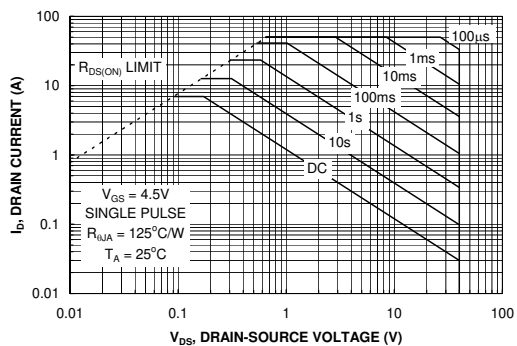 100
10
1
0.1
0.01
I_D, DRAIN CURRENT (A)
R_DS(ON) LIMIT
100μs
1ms
10ms
100ms
1s
10s
DC
V_GS = 4.5V
SINGLE PULSE
R_θJA = 125°C/W
T_A = 25°C
0.01 0.1 1 10 100
V_DS, DRAIN-SOURCE VOLTAGE (V)